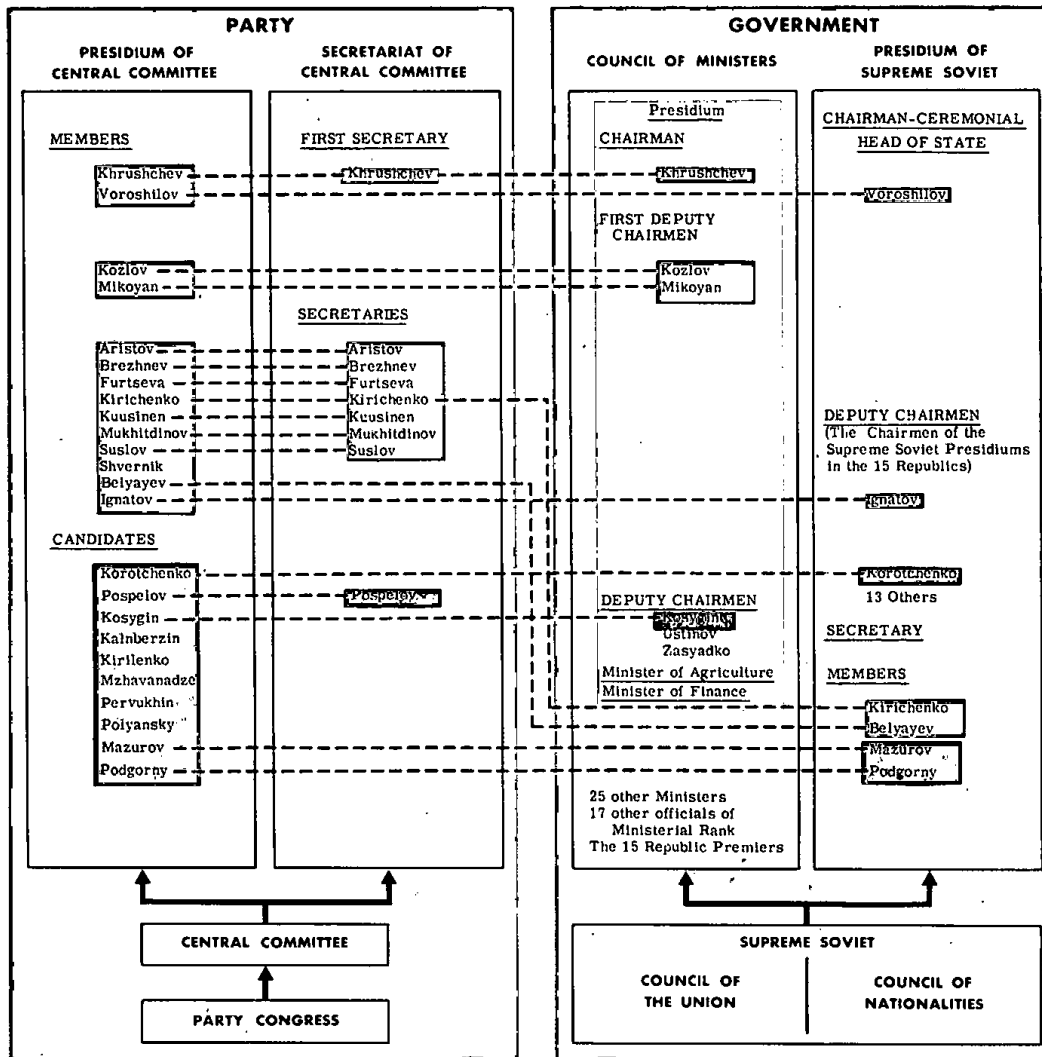 PARTY
PRESIDIUM OF
CENTRAL COMMITTEE
MEMBERS
Khrushchev
Voroshilov
Kozlov
Mikoyan
Aristov
Brezhnev
Furtseva
Kirichenko
Kuusinen
Mukhitdinov
Suslov
Shvernik
Belyayev
Ignatov
CANDIDATES
Korotchenko
Pospelov
Kosygin
Kalnberzin
Kirilenko
Mzhavanadze
Pervukhin
Polyansky
Mazurov
Podgorny
SECRETARIAT OF
CENTRAL COMMITTEE
FIRST SECRETARY
Khrushchev
SECRETARIES
Aristov
Brezhnev
Furtseva
Kirichenko
Kuusinen
Mukhitdinov
Suslov
Pospelov
CENTRAL COMMITTEE
PARTY CONGRESS
GOVERNMENT
COUNCIL OF MINISTERS
Presidium
CHAIRMAN
Khrushchev
FIRST DEPUTY
CHAIRMEN
Kozlov
Mikoyan
DEPUTY CHAIRMEN
Kosygin
Ustinov
Zasyadko
Minister of Agriculture
Minister of Finance
25 other Ministers
17 other officials of
Ministerial Rank
The 15 Republic Premiers
PRESIDIUM OF
SUPREME SOVIET
CHAIRMAN-CEREMONIAL
HEAD OF STATE
Voroshilov
DEPUTY CHAIRMEN
(The Chairmen of the
Supreme Soviet Presidiums
in the 15 Republics)
Ignatov
Korotchenko
13 Others
SECRETARY
MEMBERS
Kirichenko
Belyayev
Mazurov
Podgorny
SUPREME SOVIET
COUNCIL OF
THE UNION
COUNCIL OF
NATIONALITIES